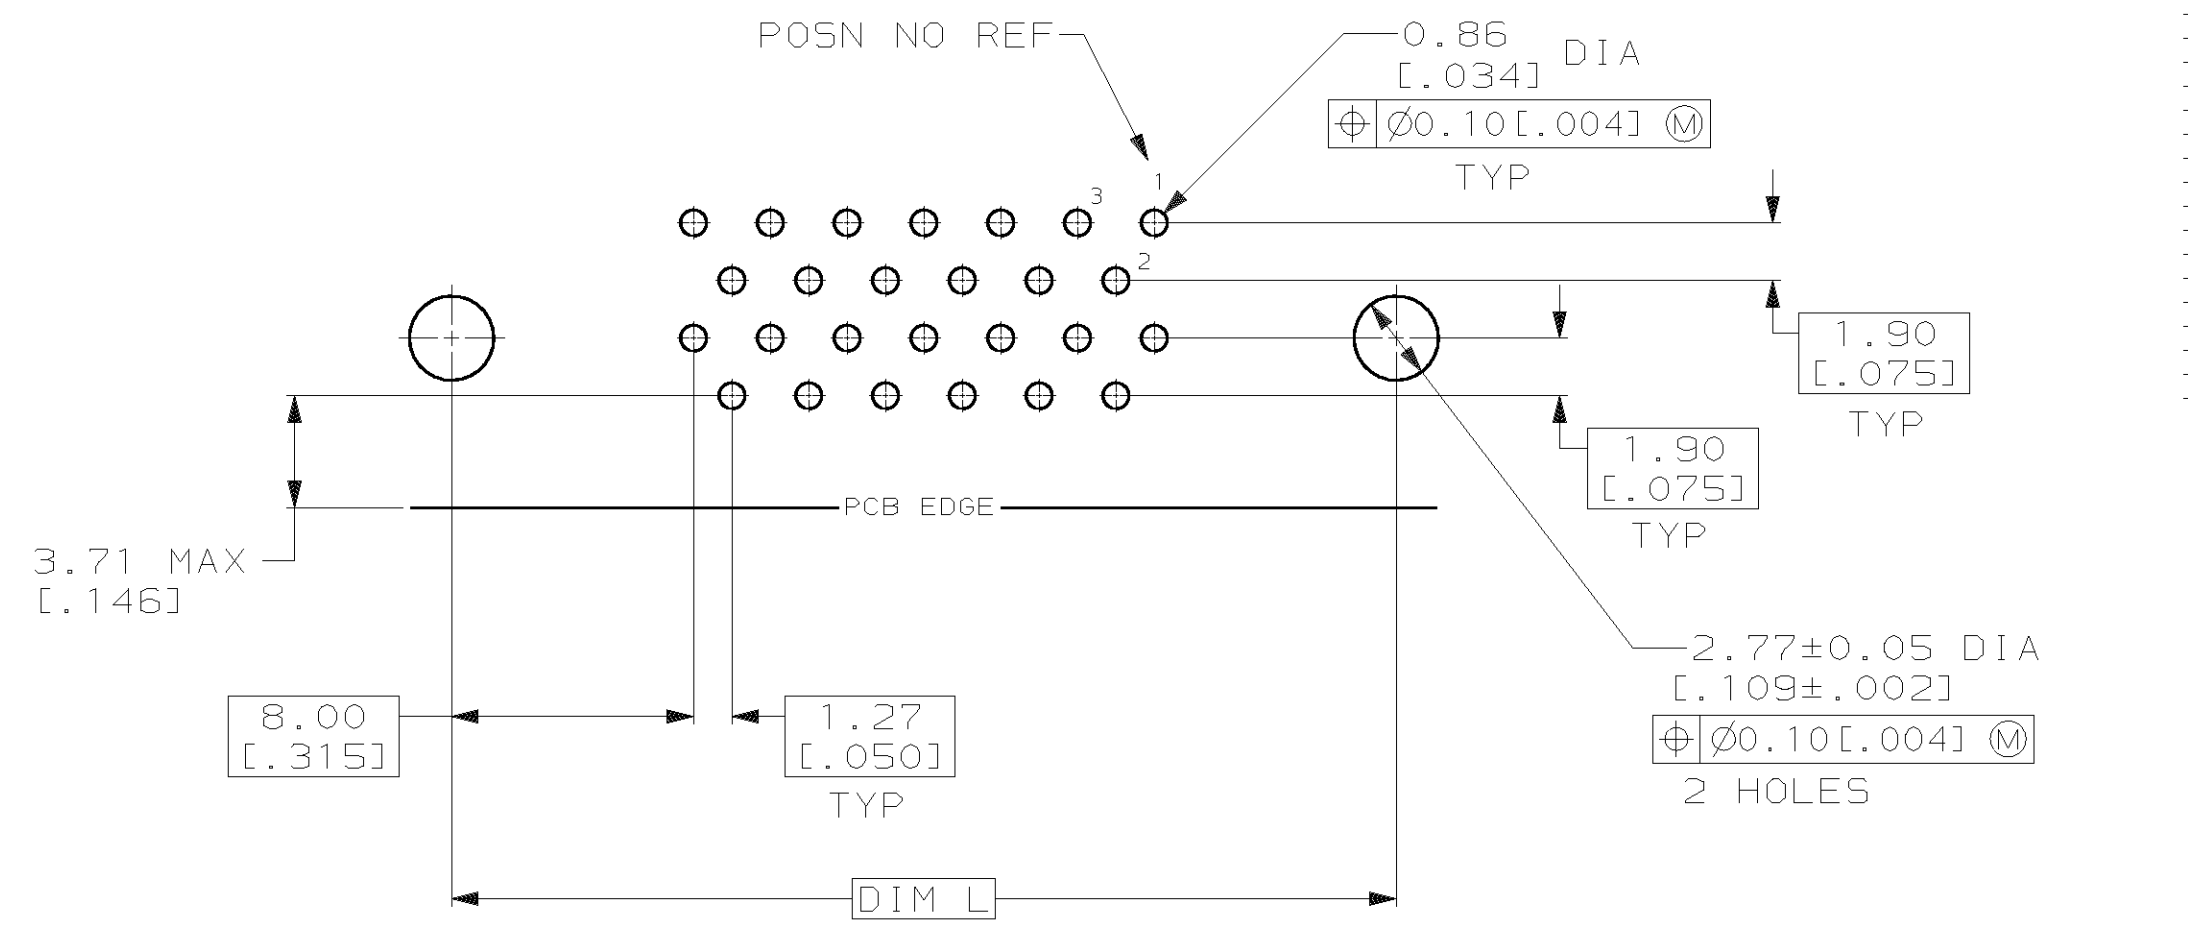 POSN NO REF
0.86 DIA
[.034]
⌖ Ø0.10[.004] Ⓜ
TYP
1
3
2
1.90
[.075]
TYP
1.90
[.075]
TYP
PCB EDGE
3.71 MAX
[.146]
2.77±0.05 DIA
[.109±.002]
⌖ Ø0.10[.004] Ⓜ
2 HOLES
8.00
[.315]
1.27
[.050]
TYP
DIM L